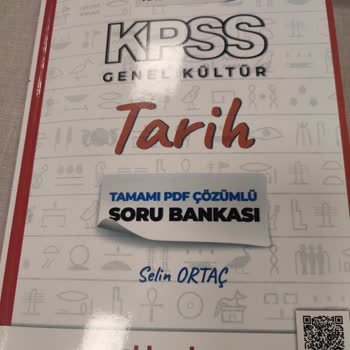 KPSS
GENEL KÜLTÜR
Tarih
TAMAMI PDF ÇÖZÜMLÜ
SORU BANKASI
Selin ORTAÇ